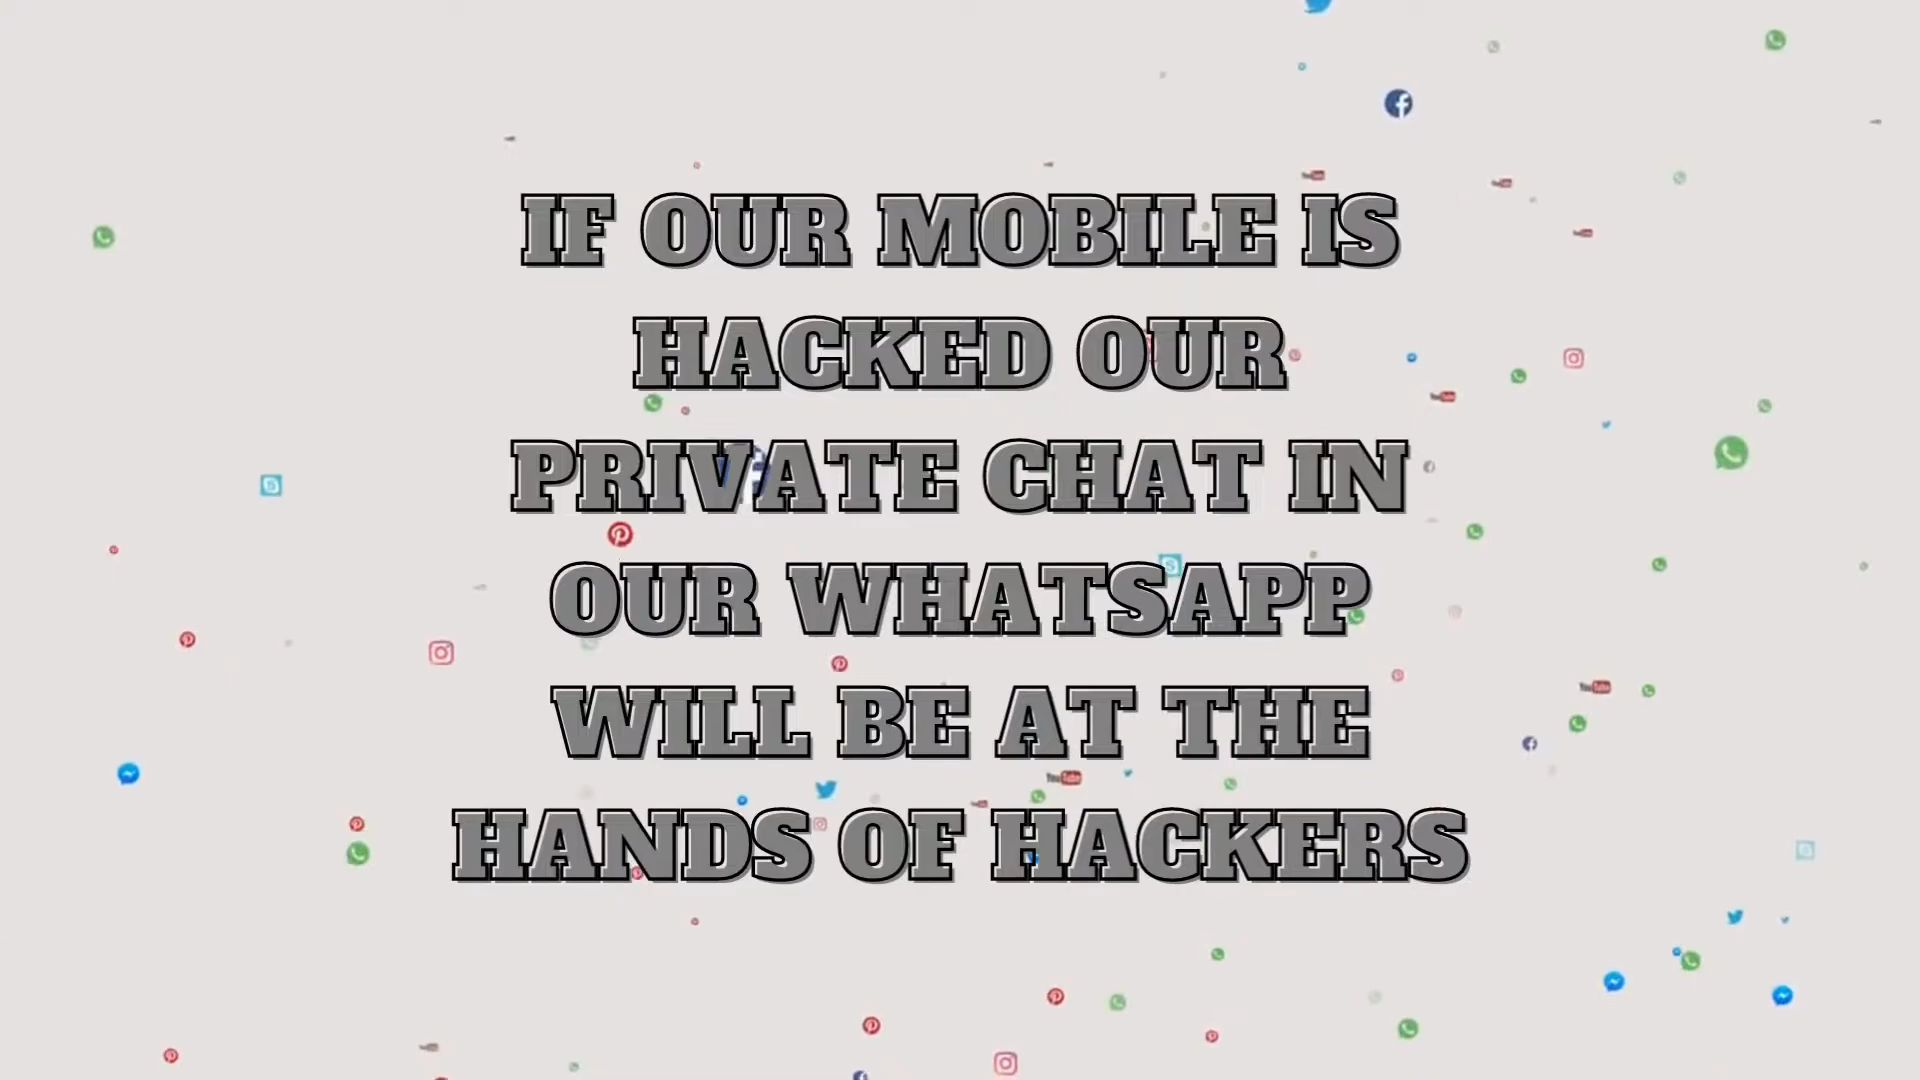 IF OUR MOBILE IS
HACKED OUR
PRIVATE CHAT IN
OUR WHATSAPP
WILL BE AT THE
HANDS OF HACKERS